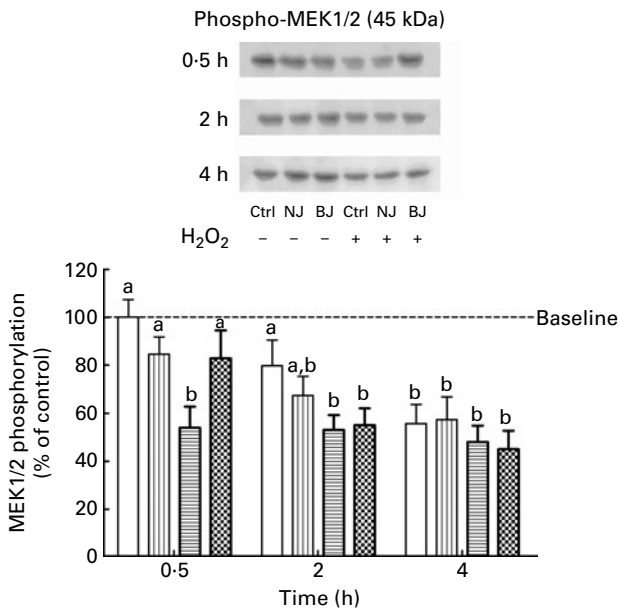 Phospho-MEK1/2 (45 kDa)
0·5 h
2 h
4 h
Ctrl NJ BJ Ctrl NJ BJ
H₂O₂ – – – + + +
MEK1/2 phosphorylation
(% of control)
120
100
80
60
40
20
0
a
a
b
a
a
a,b
b
b
b
b
b
b
Baseline
0·5 2 4
Time (h)